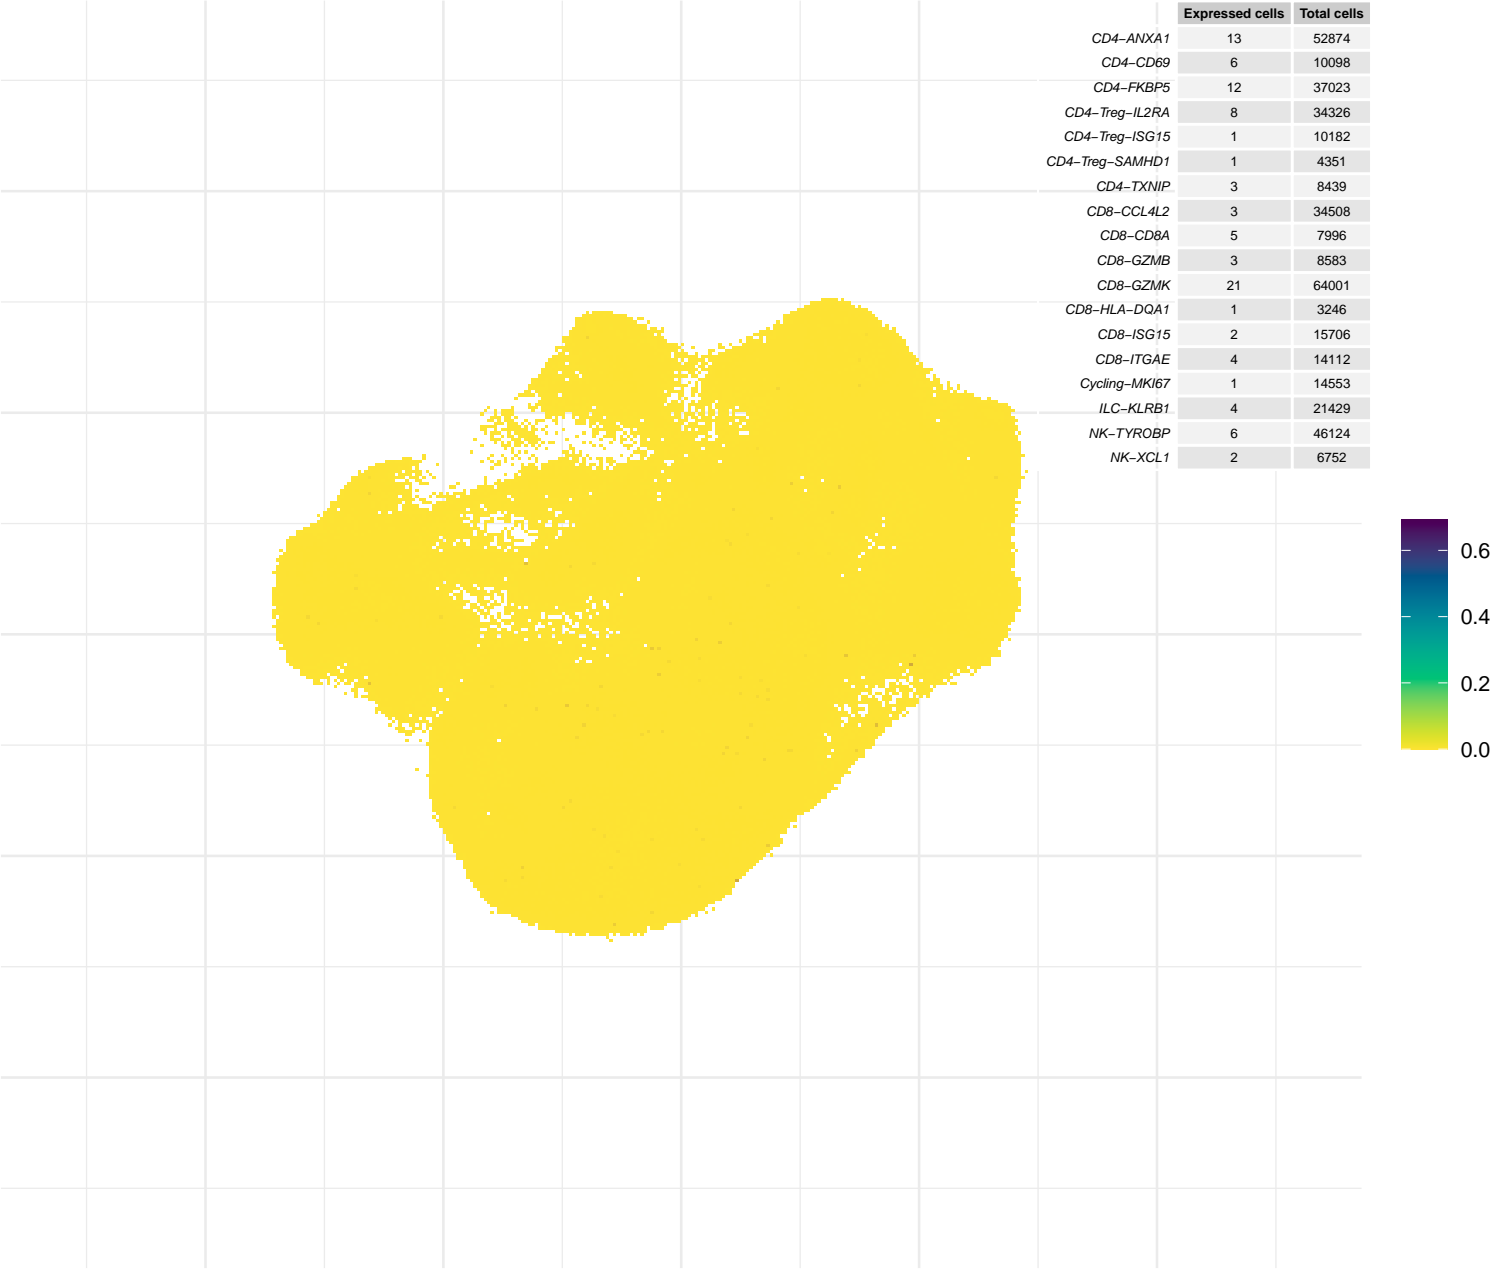 Expressed cells Total cells
CD4−ANXA1 13 52874
CD4−CD69 6 10098
CD4−FKBP5 12 37023
CD4−Treg−IL2RA 8 34326
CD4−Treg−ISG15 1 10182
CD4−Treg−SAMHD1 1 4351
CD4−TXNIP 3 8439
CD8−CCL4L2 3 34508
CD8−CD8A 5 7996
CD8−GZMB 3 8583
CD8−GZMK 21 64001
CD8−HLA−DQA1 1 3246
CD8−ISG15 2 15706
CD8−ITGAE 4 14112
Cycling−MKI67 1 14553
ILC−KLRB1 4 21429
NK−TYROBP 6 46124
NK−XCL1 2 6752
0.6
0.4
0.2
0.0